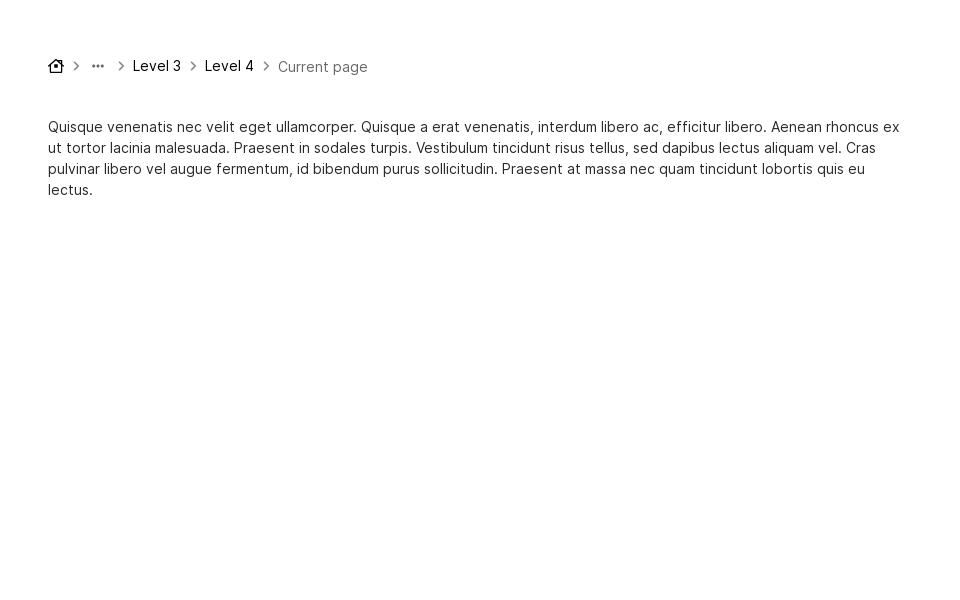 Level 3 Level 4 Current page
Quisque venenatis nec velit eget ullamcorper. Quisque a erat venenatis, interdum libero ac, efficitur libero. Aenean rhoncus ex
ut tortor lacinia malesuada. Praesent in sodales turpis. Vestibulum tincidunt risus tellus, sed dapibus lectus aliquam vel. Cras
pulvinar libero vel augue fermentum, id bibendum purus sollicitudin. Praesent at massa nec quam tincidunt lobortis quis eu
lectus.